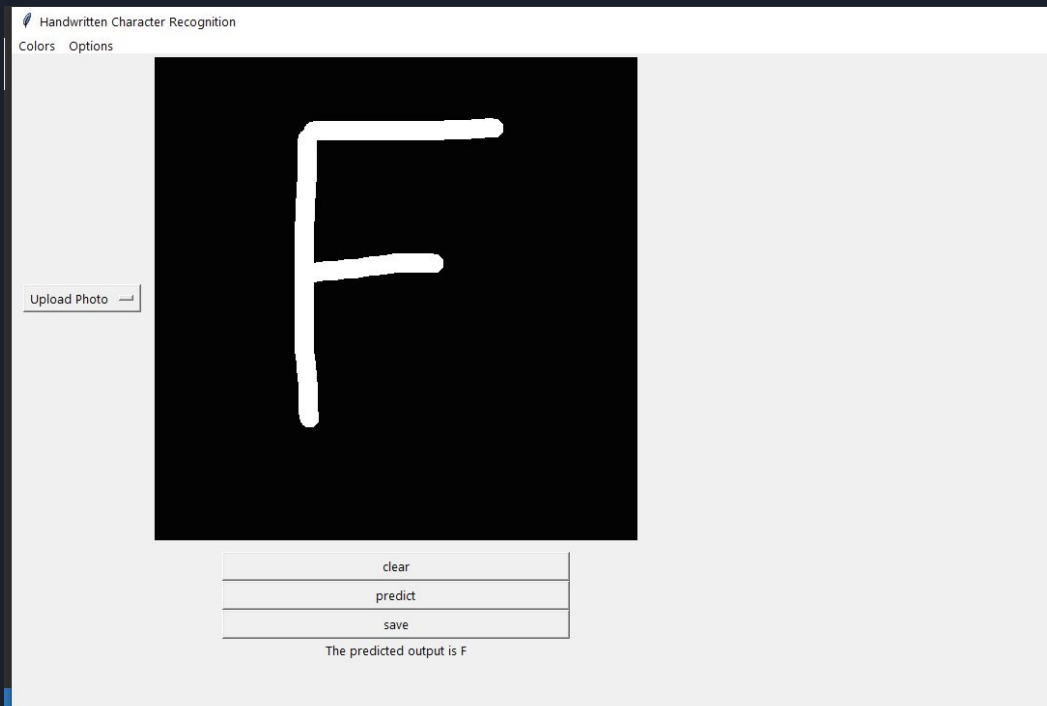 Handwritten Character Recognition
Colors Options
F
Upload Photo
clear
predict
save
The predicted output is F